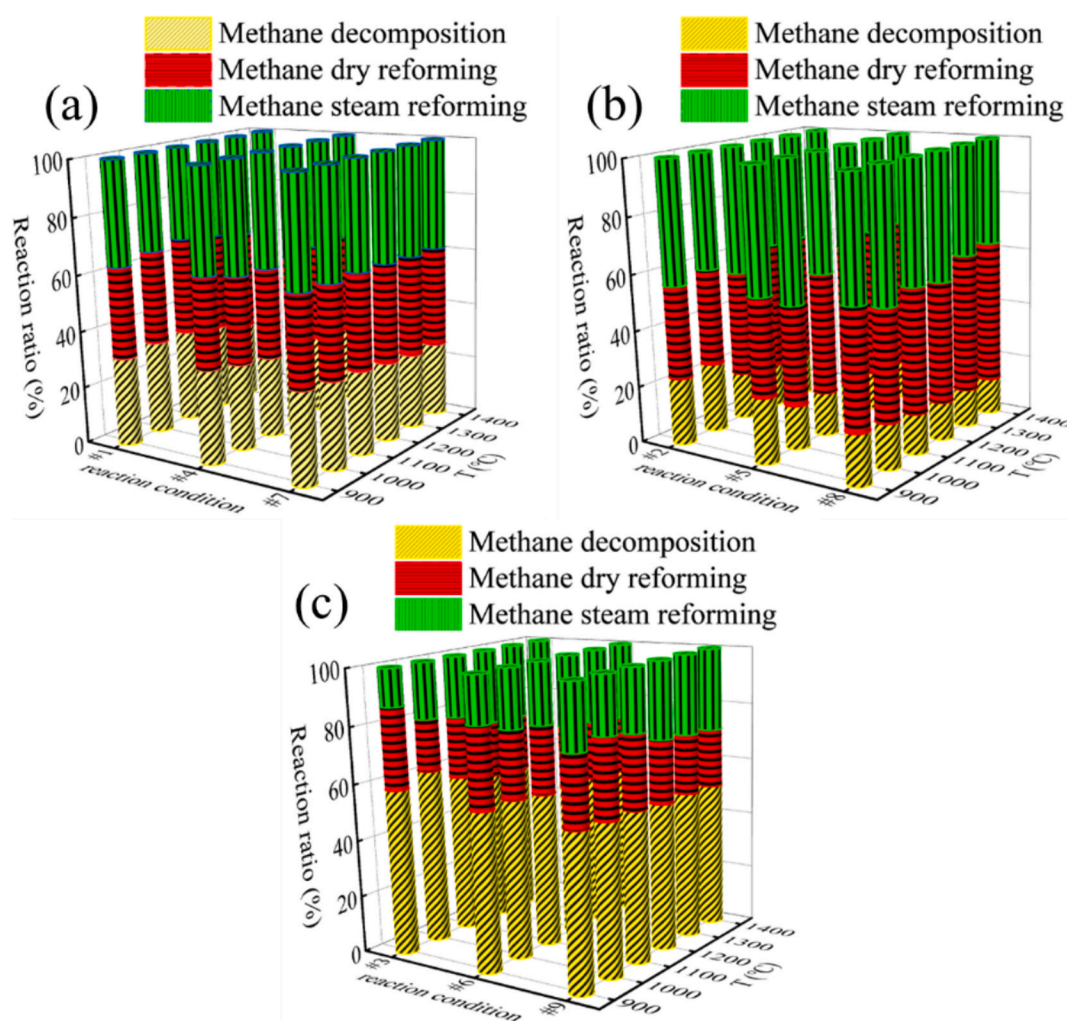 Methane decomposition
Methane dry reforming
Methane steam reforming
(a)
100
80
60
40
20
0
Reaction ratio (%)
#1
#4
#7
reaction condition
900
1000
1100
1200
1300
1400
T (℃)
Methane decomposition
Methane dry reforming
Methane steam reforming
(b)
100
80
60
40
20
0
Reaction ratio (%)
#2
#5
#8
reaction condition
900
1000
1100
1200
1300
1400
T (℃)
Methane decomposition
Methane dry reforming
Methane steam reforming
(c)
100
80
60
40
20
0
Reaction ratio (%)
#3
#6
#9
reaction condition
900
1000
1100
1200
1300
1400
T (℃)